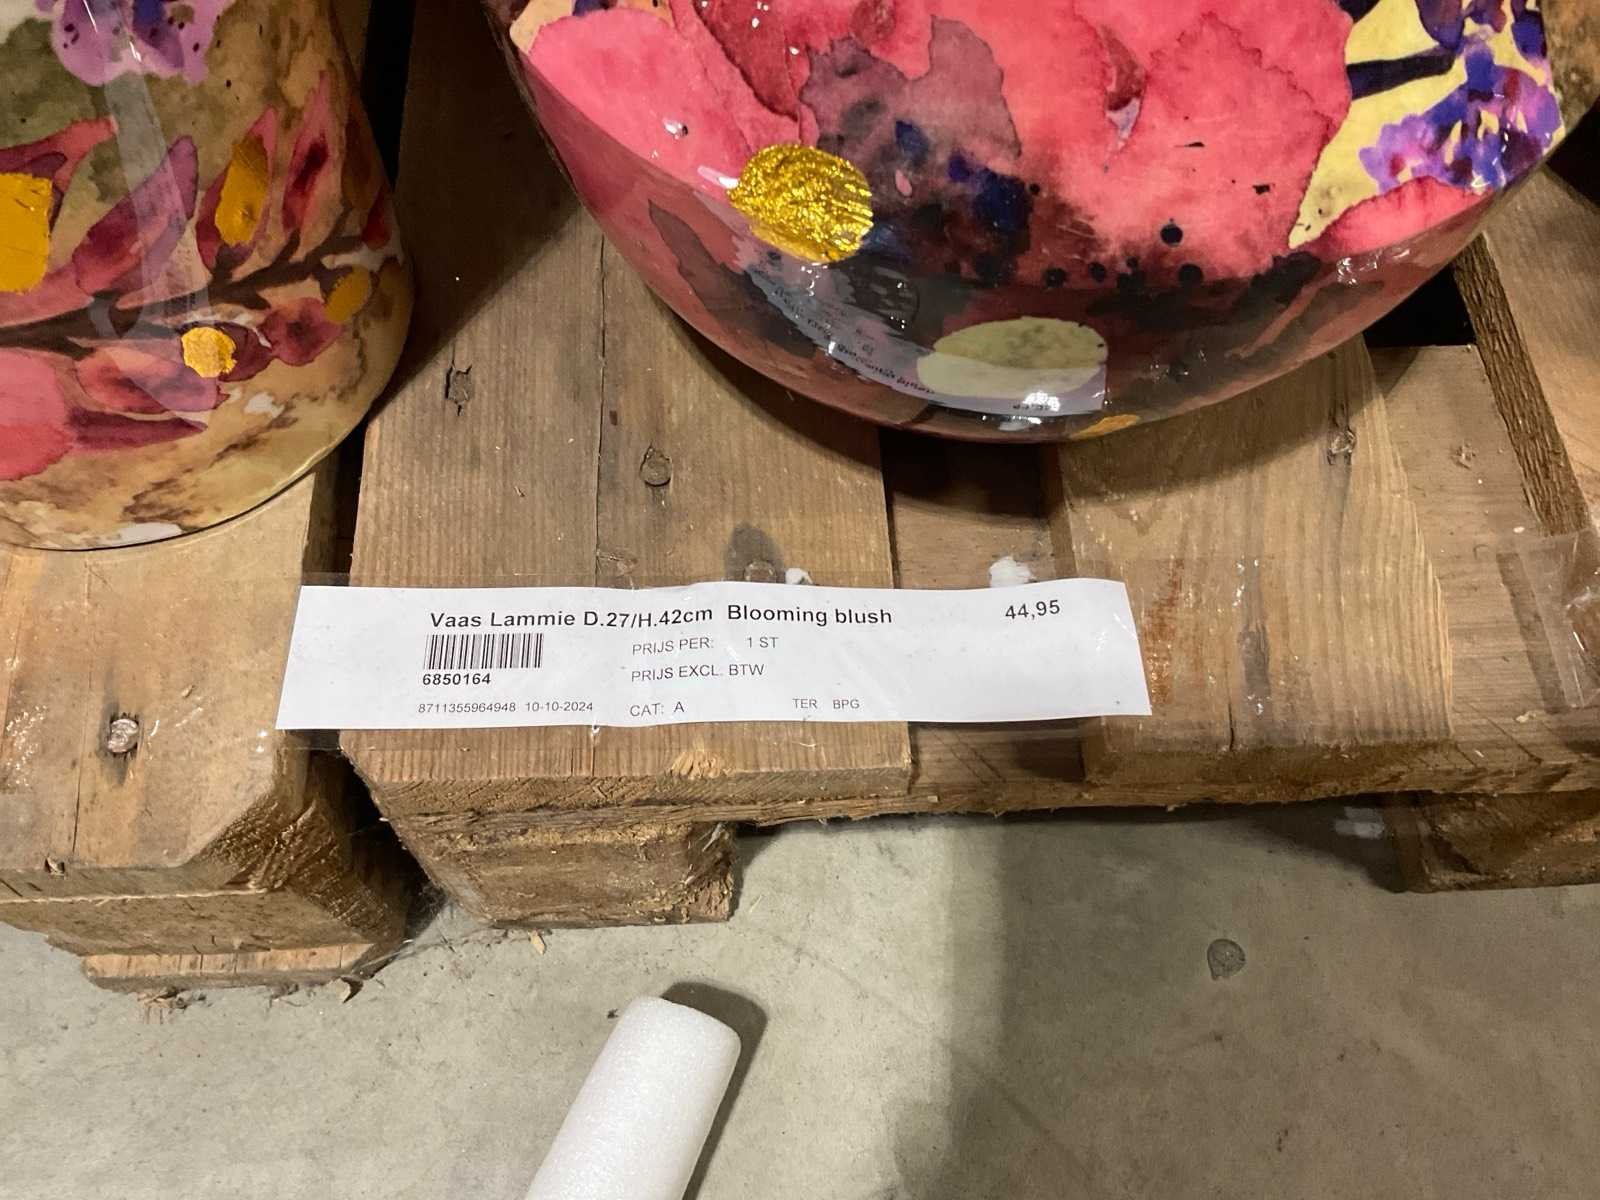 Vaas Lammie D.27/H.42cm Blooming blush 44,95
PRIJS PER: 1 ST
6850164
PRIJS EXCL. BTW
8711355964948 10-10-2024 CAT: A TER BPG